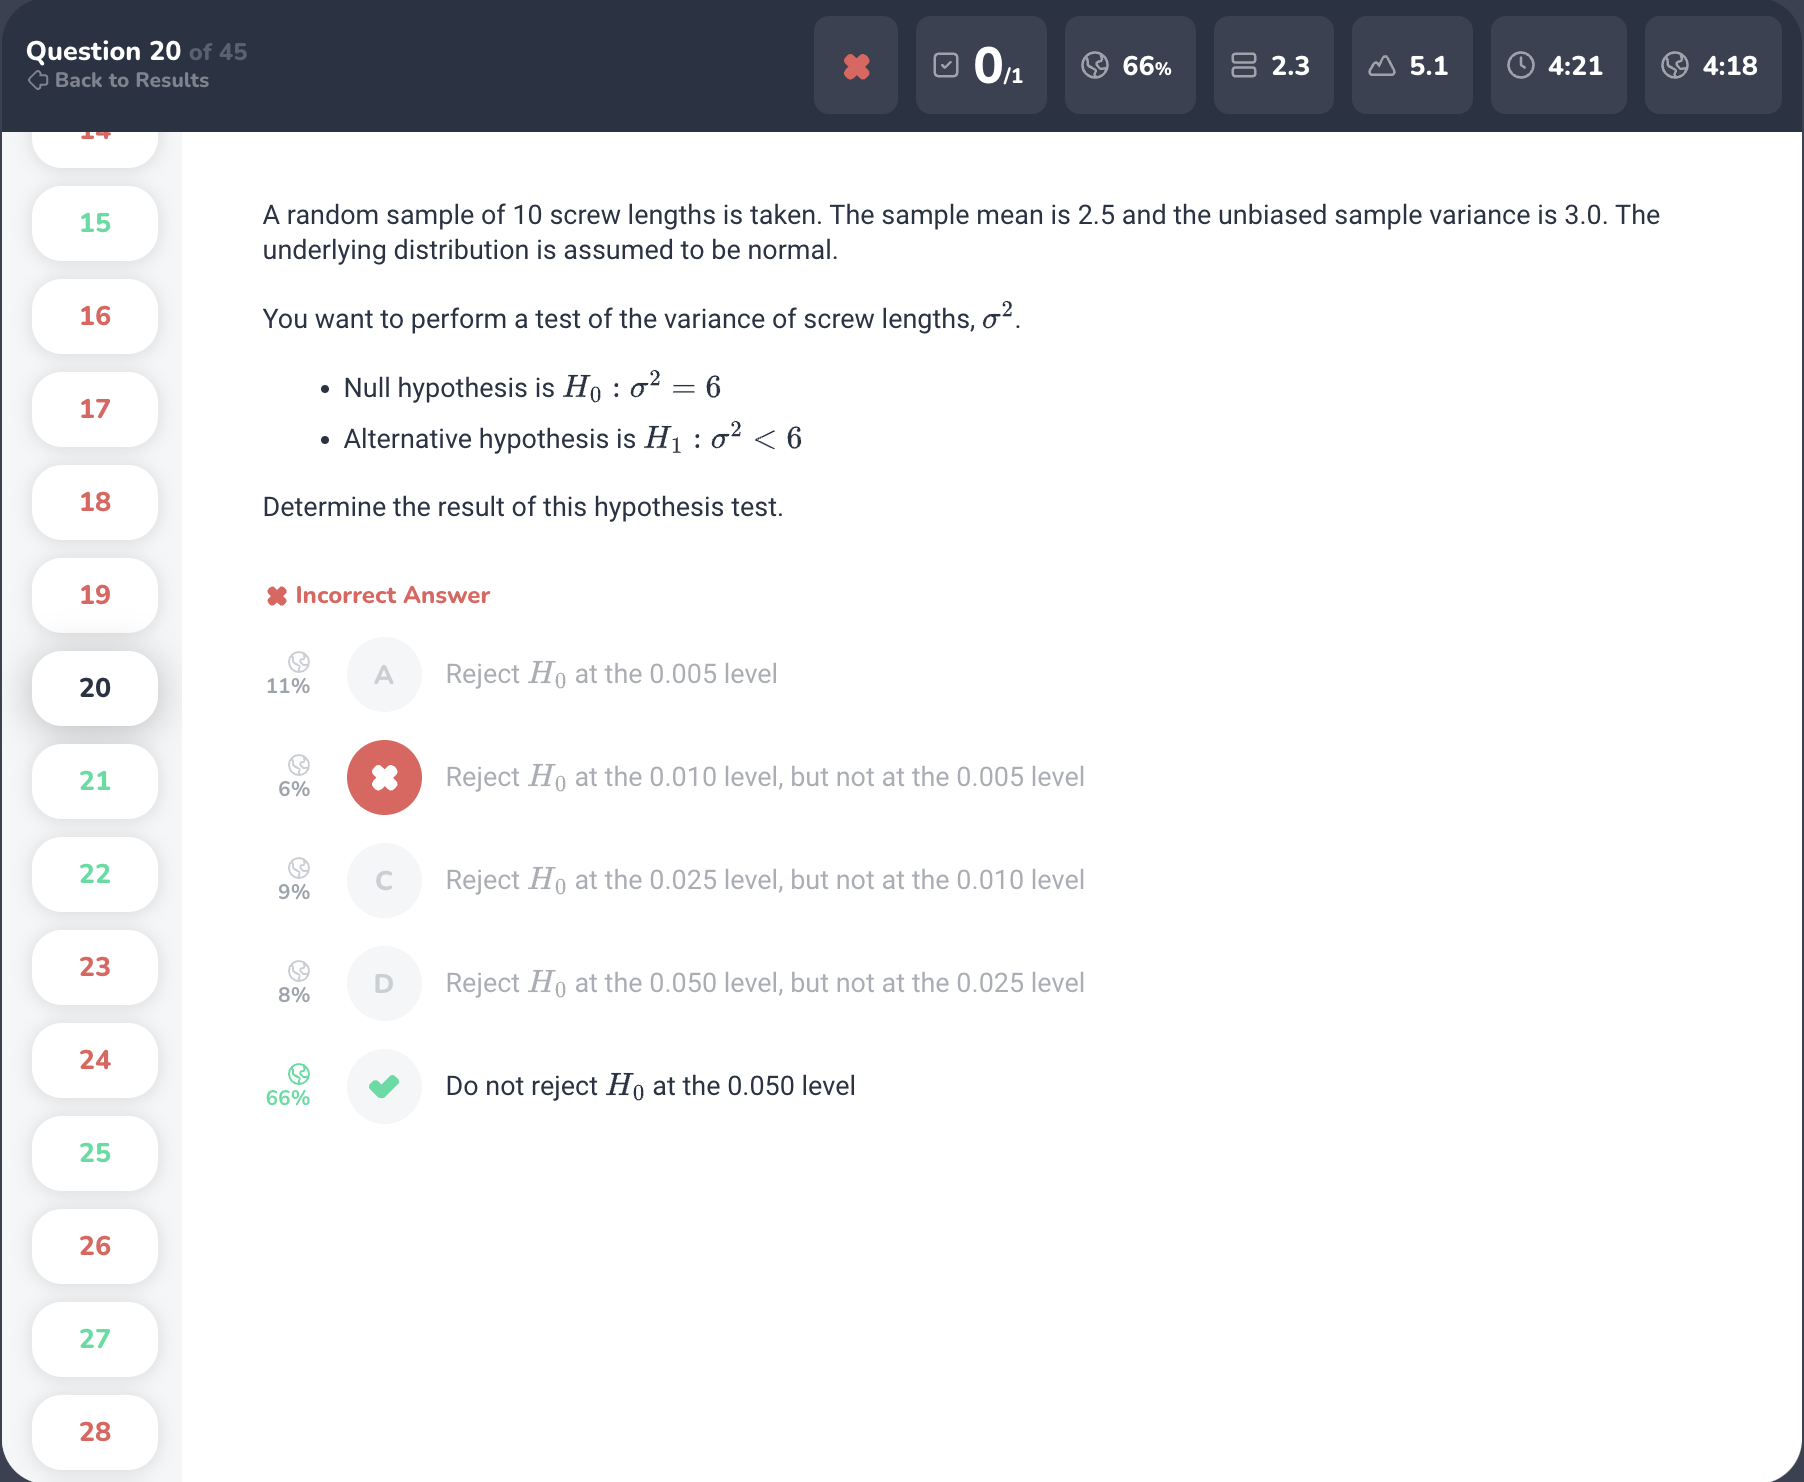 Question 20 of 45
Back to Results
0/1
66%
2.3
5.1
4:21
4:18
14
15
16
17
18
19
20
21
22
23
24
25
26
27
28
A random sample of 10 screw lengths is taken. The sample mean is 2.5 and the unbiased sample variance is 3.0. The
underlying distribution is assumed to be normal.
You want to perform a test of the variance of screw lengths, σ².
• Null hypothesis is H₀ : σ² = 6
• Alternative hypothesis is H₁ : σ² < 6
Determine the result of this hypothesis test.
Incorrect Answer
11% A Reject H₀ at the 0.005 level
6% Reject H₀ at the 0.010 level, but not at the 0.005 level
9% C Reject H₀ at the 0.025 level, but not at the 0.010 level
8% D Reject H₀ at the 0.050 level, but not at the 0.025 level
66% Do not reject H₀ at the 0.050 level